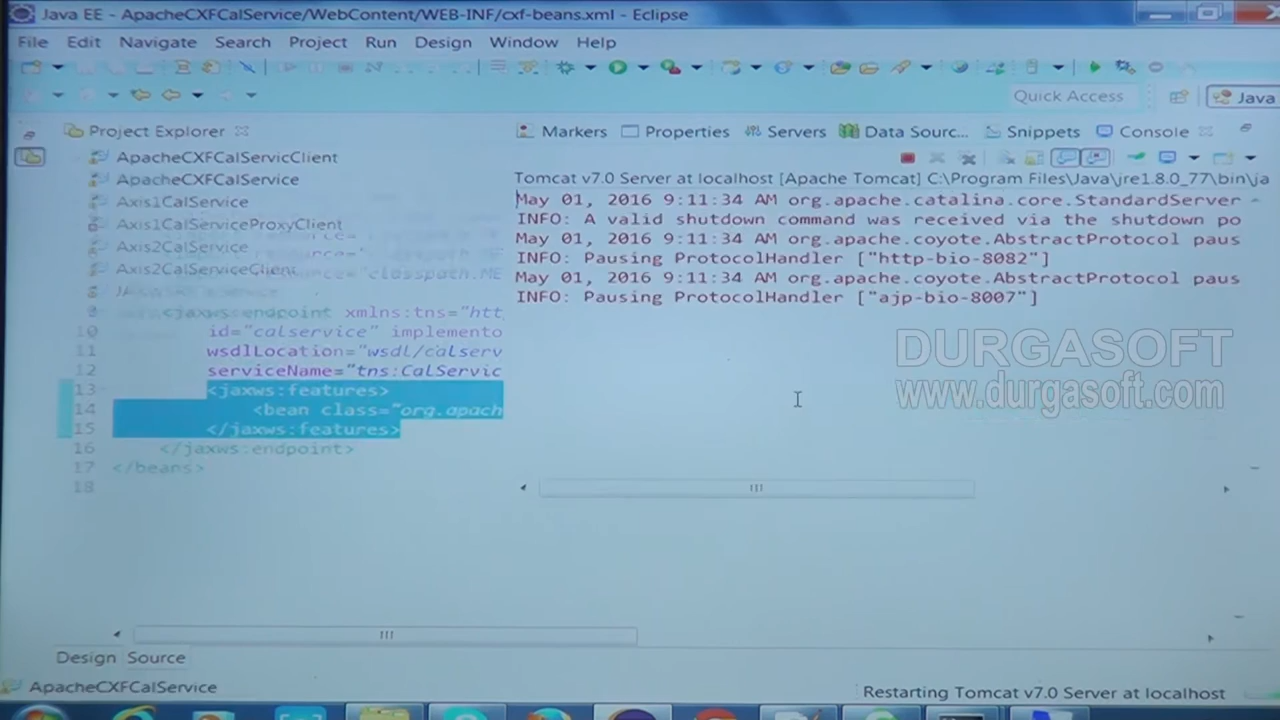 Java EE - ApacheCXFCalService/WebContent/WEB-INF/cxf-beans.xml - Eclipse
File Edit Navigate Search Project Run Design Window Help
Quick Access
Java
Project Explorer
Markers Properties Servers Data Sourc... Snippets Console
ApacheCXFCalServicClient
ApacheCXFCalService
Axis1CalService
Axis1CalServiceProxyClient
Axis2CalService
Axis2CalServiceClient
Tomcat v7.0 Server at localhost [Apache Tomcat] C:\Program Files\Java\jre1.8.0_77\bin\ja
May 01, 2016 9:11:34 AM org.apache.catalina.core.StandardServer
INFO: A valid shutdown command was received via the shutdown po
May 01, 2016 9:11:34 AM org.apache.coyote.AbstractProtocol paus
INFO: Pausing ProtocolHandler ["http-bio-8082"]
May 01, 2016 9:11:34 AM org.apache.coyote.AbstractProtocol paus
INFO: Pausing ProtocolHandler ["ajp-bio-8007"]
9 <jaxws:endpoint xmlns:tns="htt
10 id="calservice" implemento
11 wsdlLocation="wsdl/calserv
12 serviceName="tns:CalServic
13 <jaxws:features>
14 <bean class="org.apach
15 </jaxws:features>
16 </jaxws:endpoint>
17 </beans>
18
DURGASOFT
www.durgasoft.com
Design Source
ApacheCXFCalService
Restarting Tomcat v7.0 Server at localhost